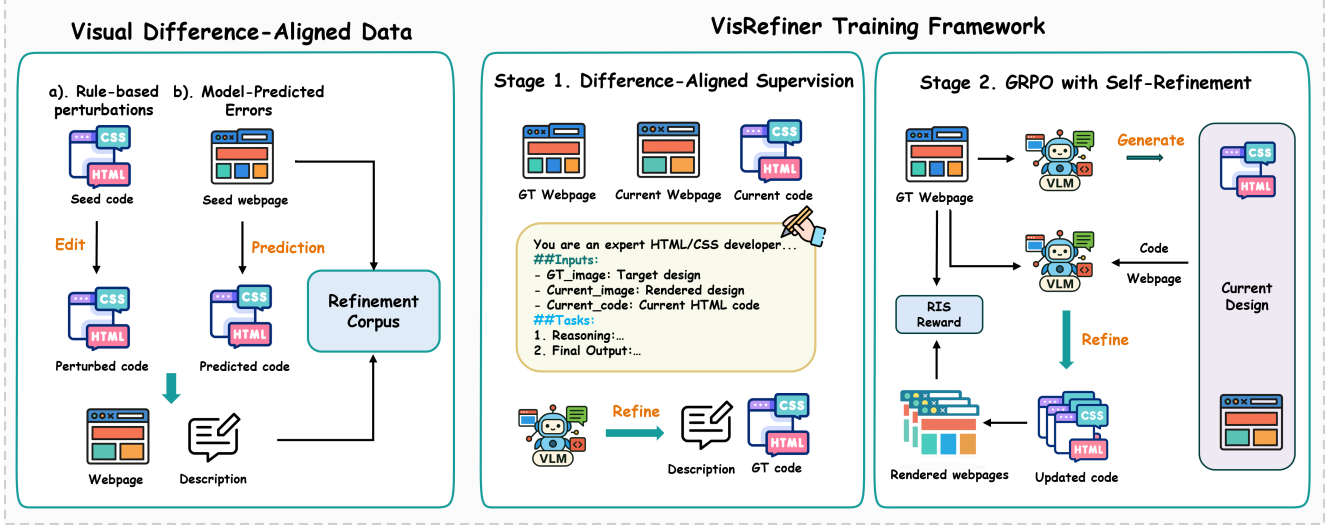 Visual Difference-Aligned Data
a). Rule-based
perturbations
b). Model-Predicted
Errors
CSS
HTML
Seed code
Seed webpage
Edit
Prediction
CSS
HTML
Perturbed code
CSS
HTML
Predicted code
Refinement
Corpus
Webpage
Description
VisRefiner Training Framework
Stage 1. Difference-Aligned Supervision
GT Webpage
Current Webpage
CSS
HTML
Current code
You are an expert HTML/CSS developer...
##Inputs:
- GT_image: Target design
- Current_image: Rendered design
- Current_code: Current HTML code
##Tasks:
1. Reasoning:...
2. Final Output:...
VLM
Refine
Description
CSS
HTML
GT code
Stage 2. GRPO with Self-Refinement
GT Webpage
VLM
Generate
CSS
HTML
VLM
Code
Webpage
Current
Design
RIS
Reward
Refine
Rendered webpages
CSS
HTML
Updated code